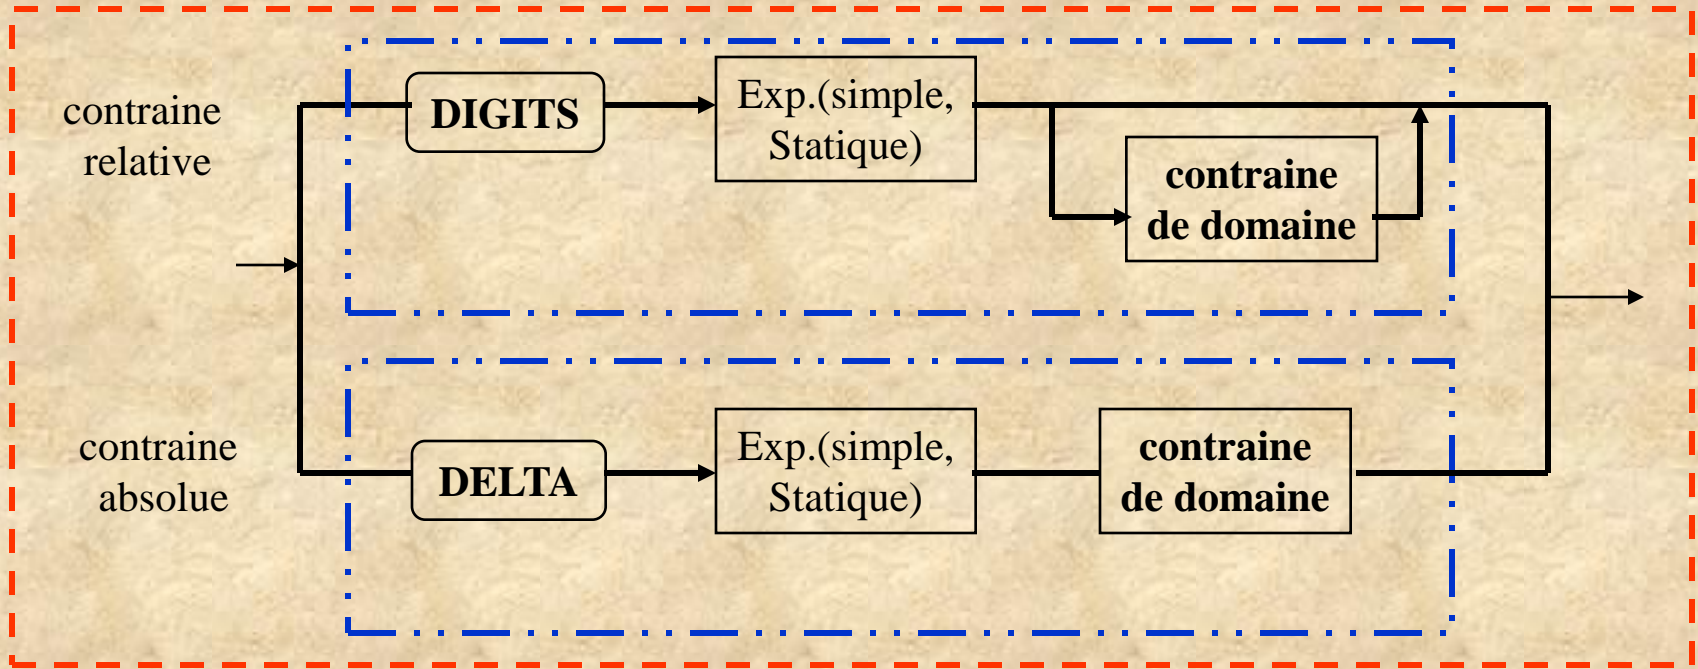 contraine
relative
DIGITS
Exp.(simple,
Statique)
contraine
de domaine
contraine
absolue
DELTA
Exp.(simple,
Statique)
contraine
de domaine